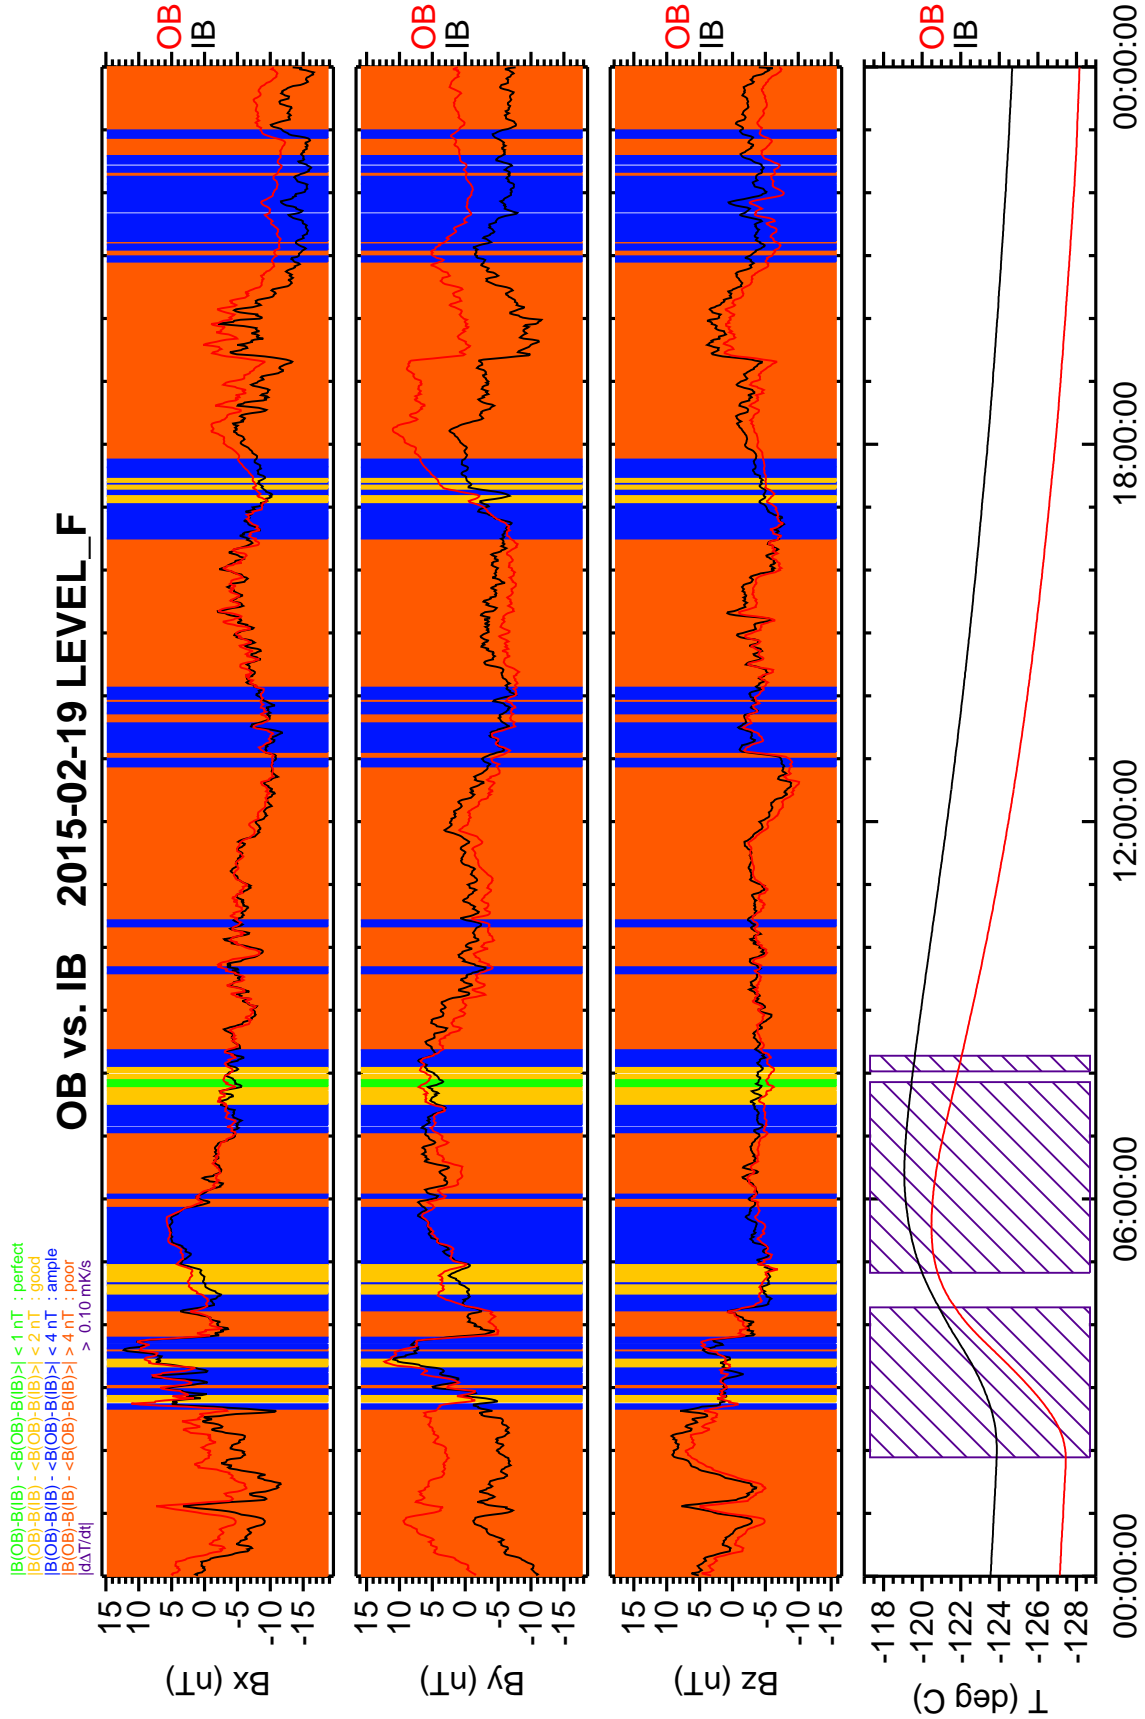 OB vs. IB 2015-02-19 LEVEL_F
|B(OB)-B(IB) - <B(OB)-B(IB)>| < 1 nT : perfect
|B(OB)-B(IB) - <B(OB)-B(IB)>| < 2 nT : good
|B(OB)-B(IB) - <B(OB)-B(IB)>| < 4 nT : ample
|B(OB)-B(IB) - <B(OB)-B(IB)>| > 4 nT : poor
|dΔT/dt| > 0.10 mK/s
Bx (nT)
15
10
5
0
-5
-10
-15
OB
IB
By (nT)
15
10
5
0
-5
-10
-15
OB
IB
Bz (nT)
15
10
5
0
-5
-10
-15
OB
IB
T (deg C)
-118
-120
-122
-124
-126
-128
OB
IB
00:00:00 06:00:00 12:00:00 18:00:00 00:00:00